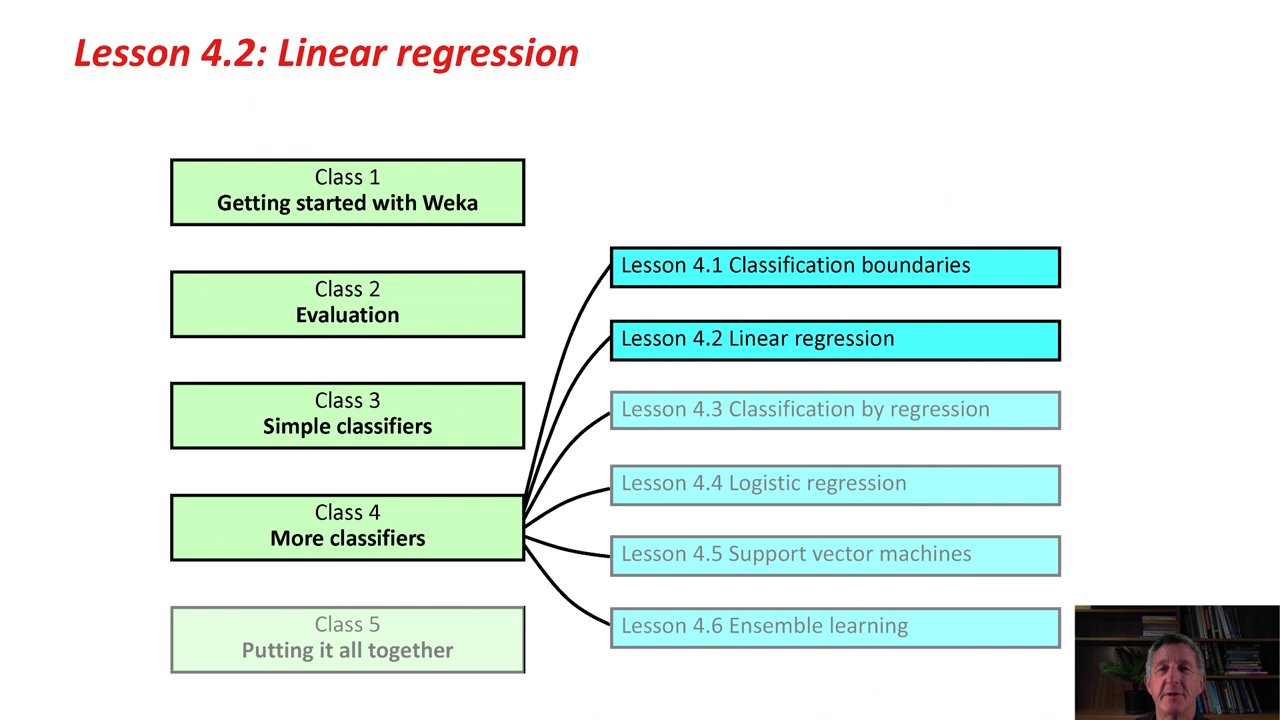 Lesson 4.2: Linear regression
Class 1
Getting started with Weka
Class 2
Evaluation
Class 3
Simple classifiers
Class 4
More classifiers
Class 5
Putting it all together
Lesson 4.1 Classification boundaries
Lesson 4.2 Linear regression
Lesson 4.3 Classification by regression
Lesson 4.4 Logistic regression
Lesson 4.5 Support vector machines
Lesson 4.6 Ensemble learning